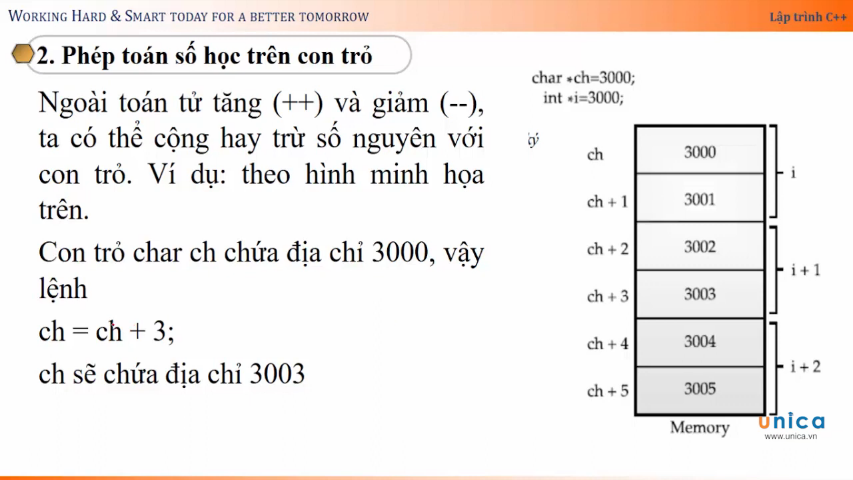 WORKING HARD & SMART TODAY FOR A BETTER TOMORROW
Lập trình C++
2. Phép toán số học trên con trỏ
Ngoài toán tử tăng (++) và giảm (--),
ta có thể cộng hay trừ số nguyên với
con trỏ. Ví dụ: theo hình minh họa
trên.
Con trỏ char ch chứa địa chỉ 3000, vậy
lệnh
ch = ch + 3;
ch sẽ chứa địa chỉ 3003
char *ch=3000;
int *i=3000;
ch 3000
i
ch + 1 3001
ch + 2 3002
i + 1
ch + 3 3003
ch + 4 3004
i + 2
ch + 5 3005
Memory
unica
www.unica.vn